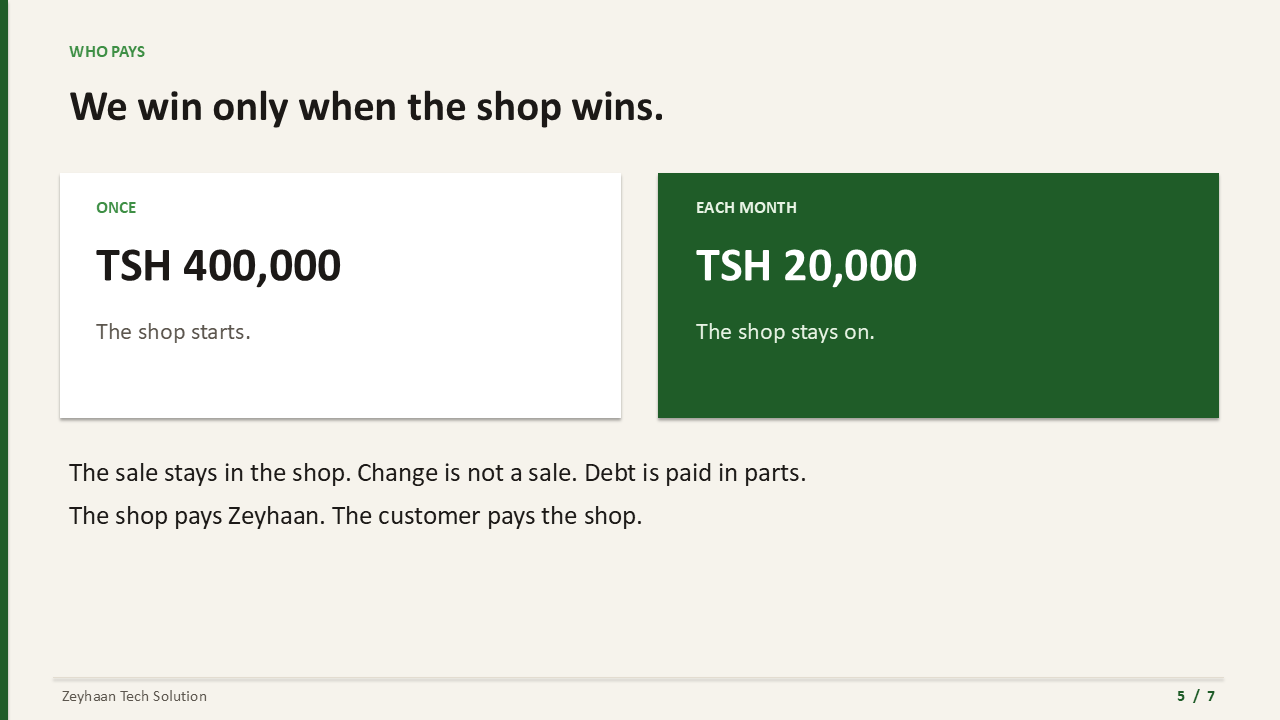 WHO PAYS
We win only when the shop wins.
ONCE
TSH 400,000
The shop starts.
EACH MONTH
TSH 20,000
The shop stays on.
The sale stays in the shop. Change is not a sale. Debt is paid in parts.
The shop pays Zeyhaan. The customer pays the shop.
Zeyhaan Tech Solution
5 / 7